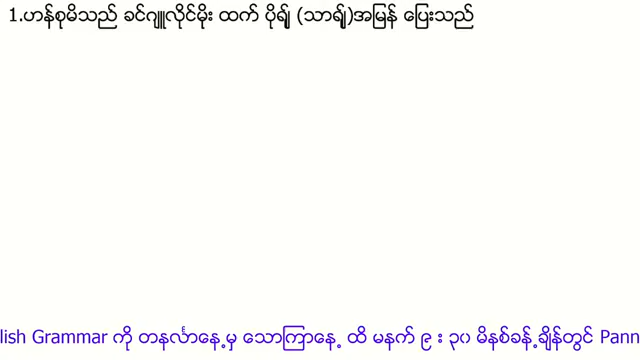 1.ဟန်စုမိသည် ခင်ဂျူလိုင်မိုး ထက် ပို၍ (သာ၍)အမြန် ပြေးသည်
lish Grammar ကို တနင်္လာနေ့မှ သောကြာနေ့ ထိ မနက် ၉ : ၃၀ မိနစ်ခန့်ချိန်တွင် Pann